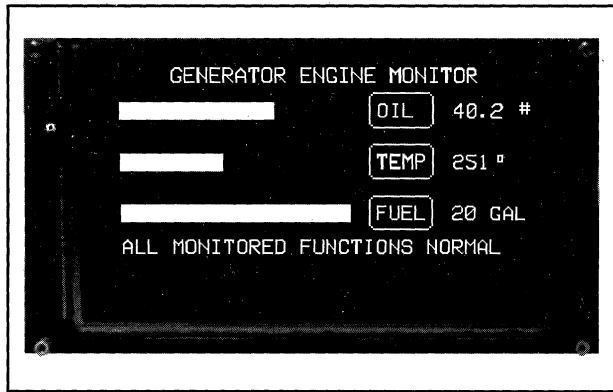 GENERATOR ENGINE MONITOR
OIL 40.2 #
TEMP 251°
FUEL 20 GAL
ALL MONITORED FUNCTIONS NORMAL